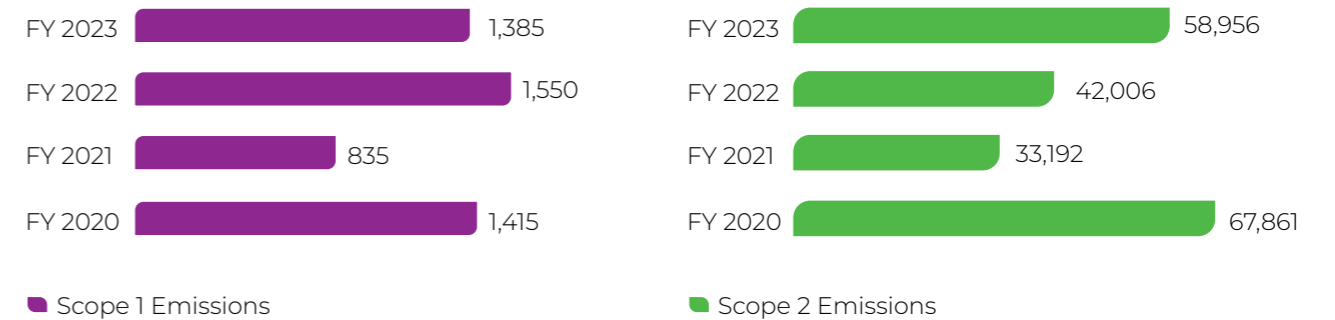 FY 2023 1,385
FY 2022 1,550
FY 2021 835
FY 2020 1,415
Scope 1 Emissions
FY 2023 58,956
FY 2022 42,006
FY 2021 33,192
FY 2020 67,861
Scope 2 Emissions